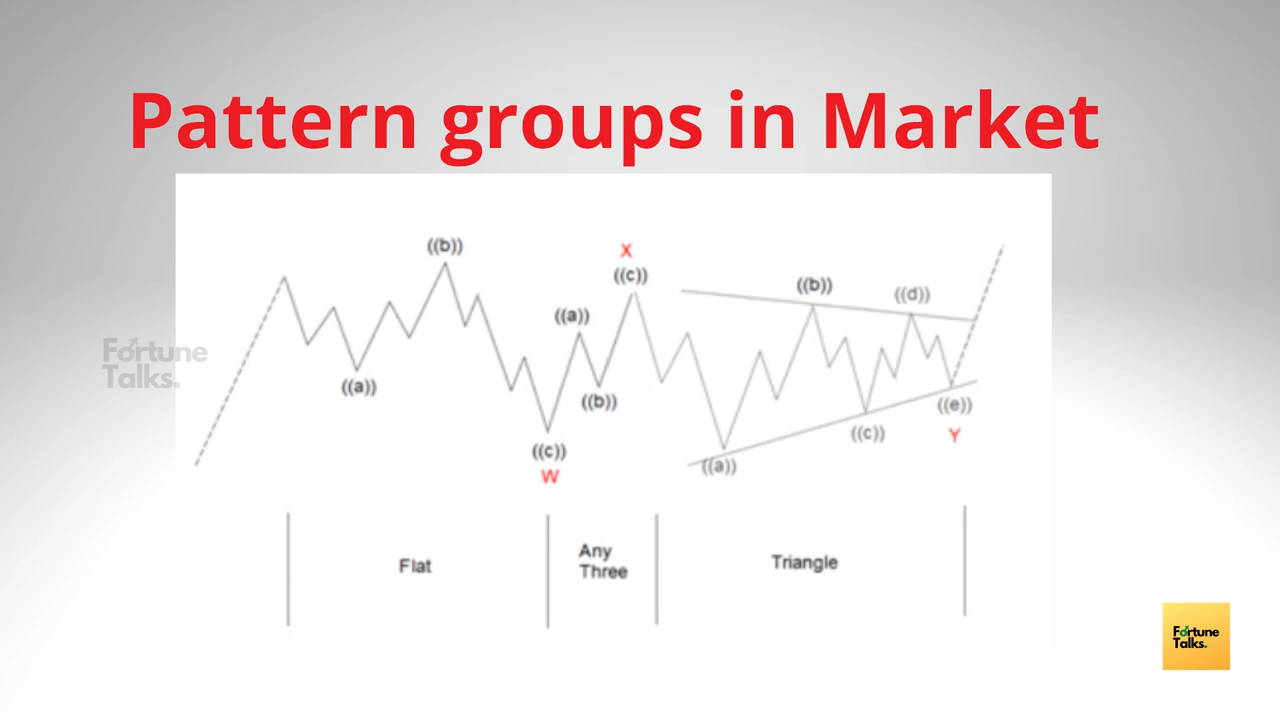 Pattern groups in Market
((b))
X
((c))
((a))
((b))
((d))
Fortune
Talks.
((a))
((b))
((c))
W
((a))
((c))
((e))
Y
Flat
Any
Three
Triangle
Fortune
Talks.